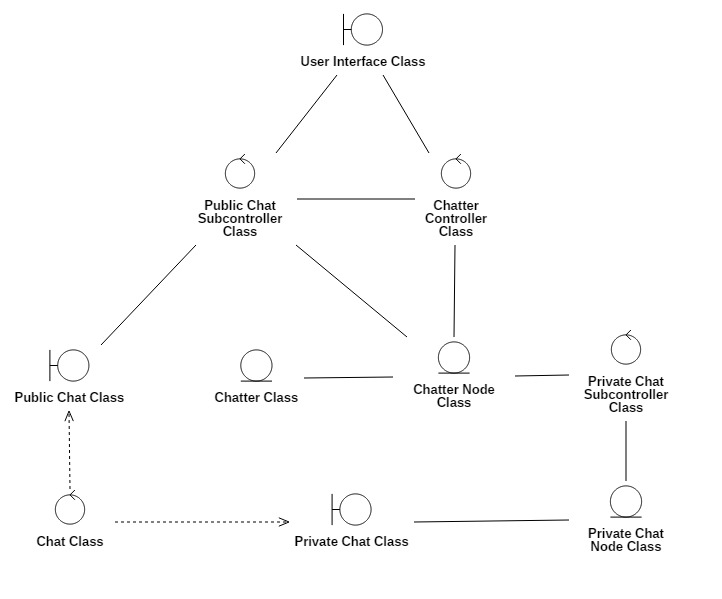 User Interface Class
Public Chat
Subcontroller
Class
Chatter
Controller
Class
Public Chat Class
Chatter Class
Chatter Node
Class
Private Chat
Subcontroller
Class
Chat Class
Private Chat Class
Private Chat
Node Class